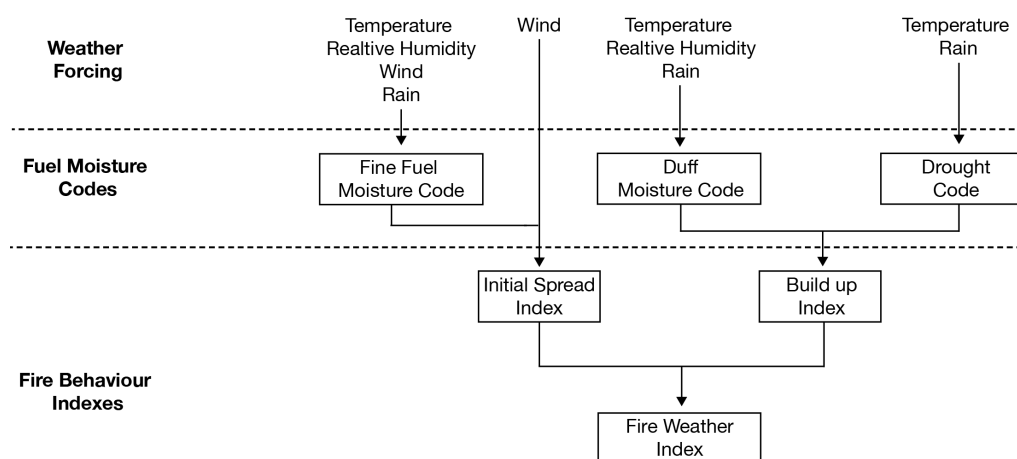 Weather
Forcing
Temperature
Realtive Humidity
Wind
Rain
Wind
Temperature
Realtive Humidity
Rain
Temperature
Rain
Fuel Moisture
Codes
Fine Fuel
Moisture Code
Duff
Moisture Code
Drought
Code
Initial Spread
Index
Build up
Index
Fire Behaviour
Indexes
Fire Weather
Index